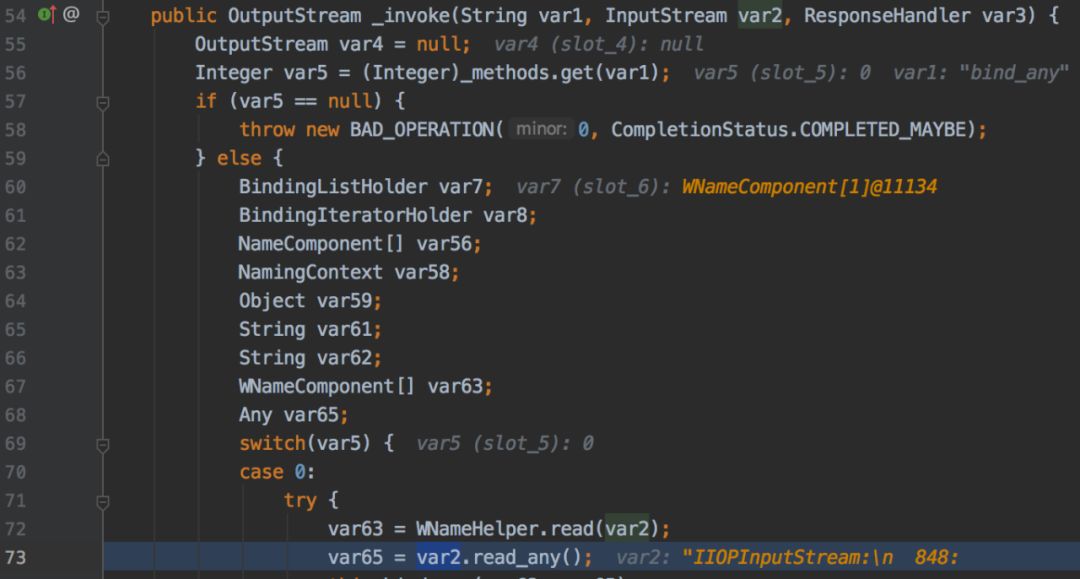 54 @ public OutputStream _invoke(String var1, InputStream var2, ResponseHandler var3) {
55 OutputStream var4 = null; var4 (slot_4): null
56 Integer var5 = (Integer)_methods.get(var1); var5 (slot_5): 0 var1: "bind_any"
57 if (var5 == null) {
58 throw new BAD_OPERATION( minor: 0, CompletionStatus.COMPLETED_MAYBE);
59 } else {
60 BindingListHolder var7; var7 (slot_6): WNameComponent[1]@11134
61 BindingIteratorHolder var8;
62 NameComponent[] var56;
63 NamingContext var58;
64 Object var59;
65 String var61;
66 String var62;
67 WNameComponent[] var63;
68 Any var65;
69 switch(var5) { var5 (slot_5): 0
70 case 0:
71 try {
72 var63 = WNameHelper.read(var2);
73 var65 = var2.read_any(); var2: "IIOPInputStream:\n 848: